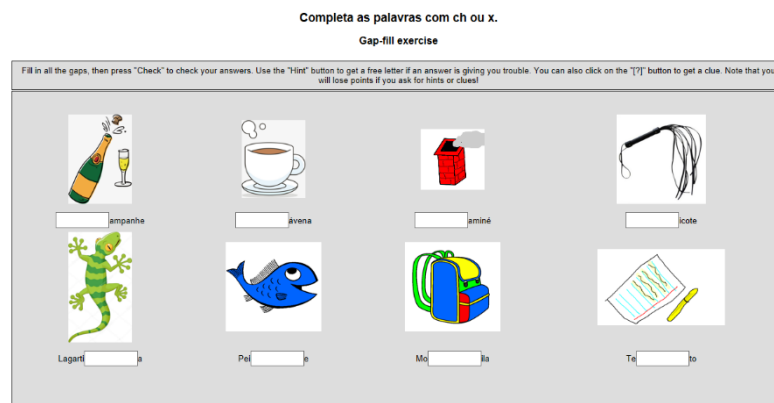 Completa as palavras com ch ou x.
Gap-fill exercise
Fill in all the gaps, then press "Check" to check your answers. Use the "Hint" button to get a free letter if an answer is giving you trouble. You can also click on the "[?]" button to get a clue. Note that you
will lose points if you ask for hints or clues!
ampanhe ávena aminé icote
Lagarti a Pei e Mo ila Te to